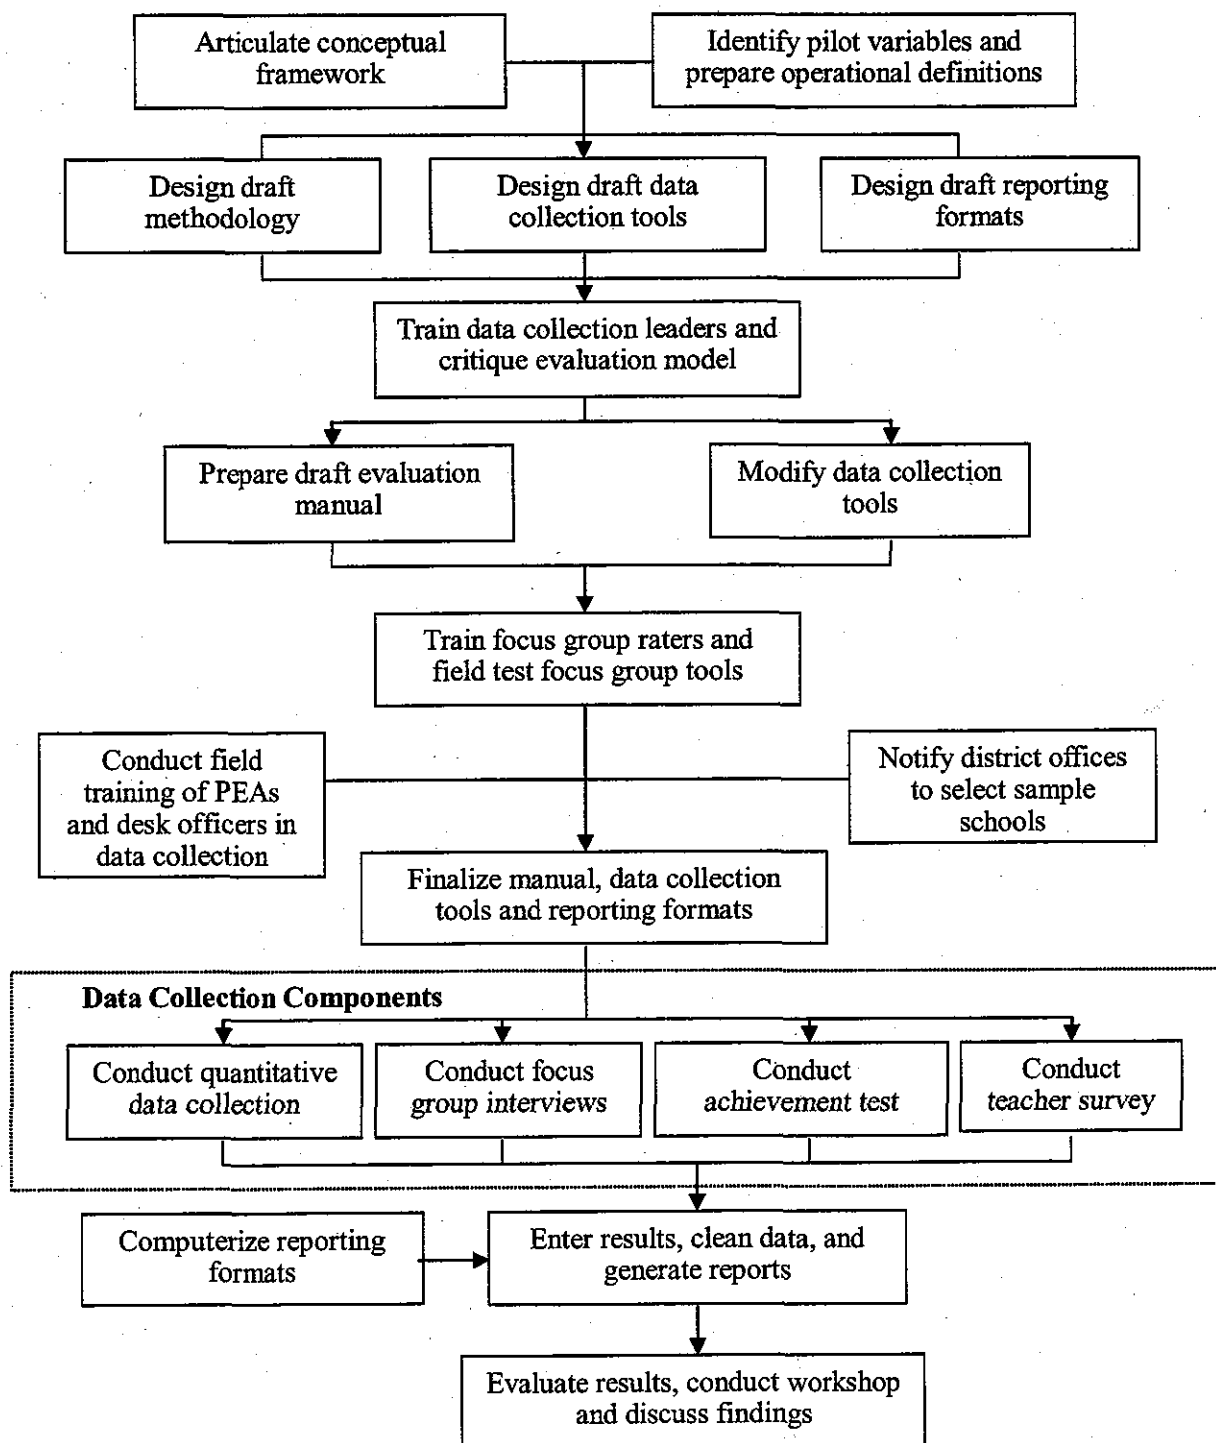 Articulate conceptual
framework
Identify pilot variables and
prepare operational definitions
Design draft
methodology
Design draft data
collection tools
Design draft reporting
formats
Train data collection leaders and
critique evaluation model
Prepare draft evaluation
manual
Modify data collection
tools
Train focus group raters and
field test focus group tools
Conduct field
training of PEAs
and desk officers in
data collection
Notify district offices
to select sample
schools
Finalize manual, data collection
tools and reporting formats
Data Collection Components
Conduct quantitative
data collection
Conduct focus
group interviews
Conduct
achievement test
Conduct
teacher survey
Computerize reporting
formats
Enter results, clean data, and
generate reports
Evaluate results, conduct workshop
and discuss findings